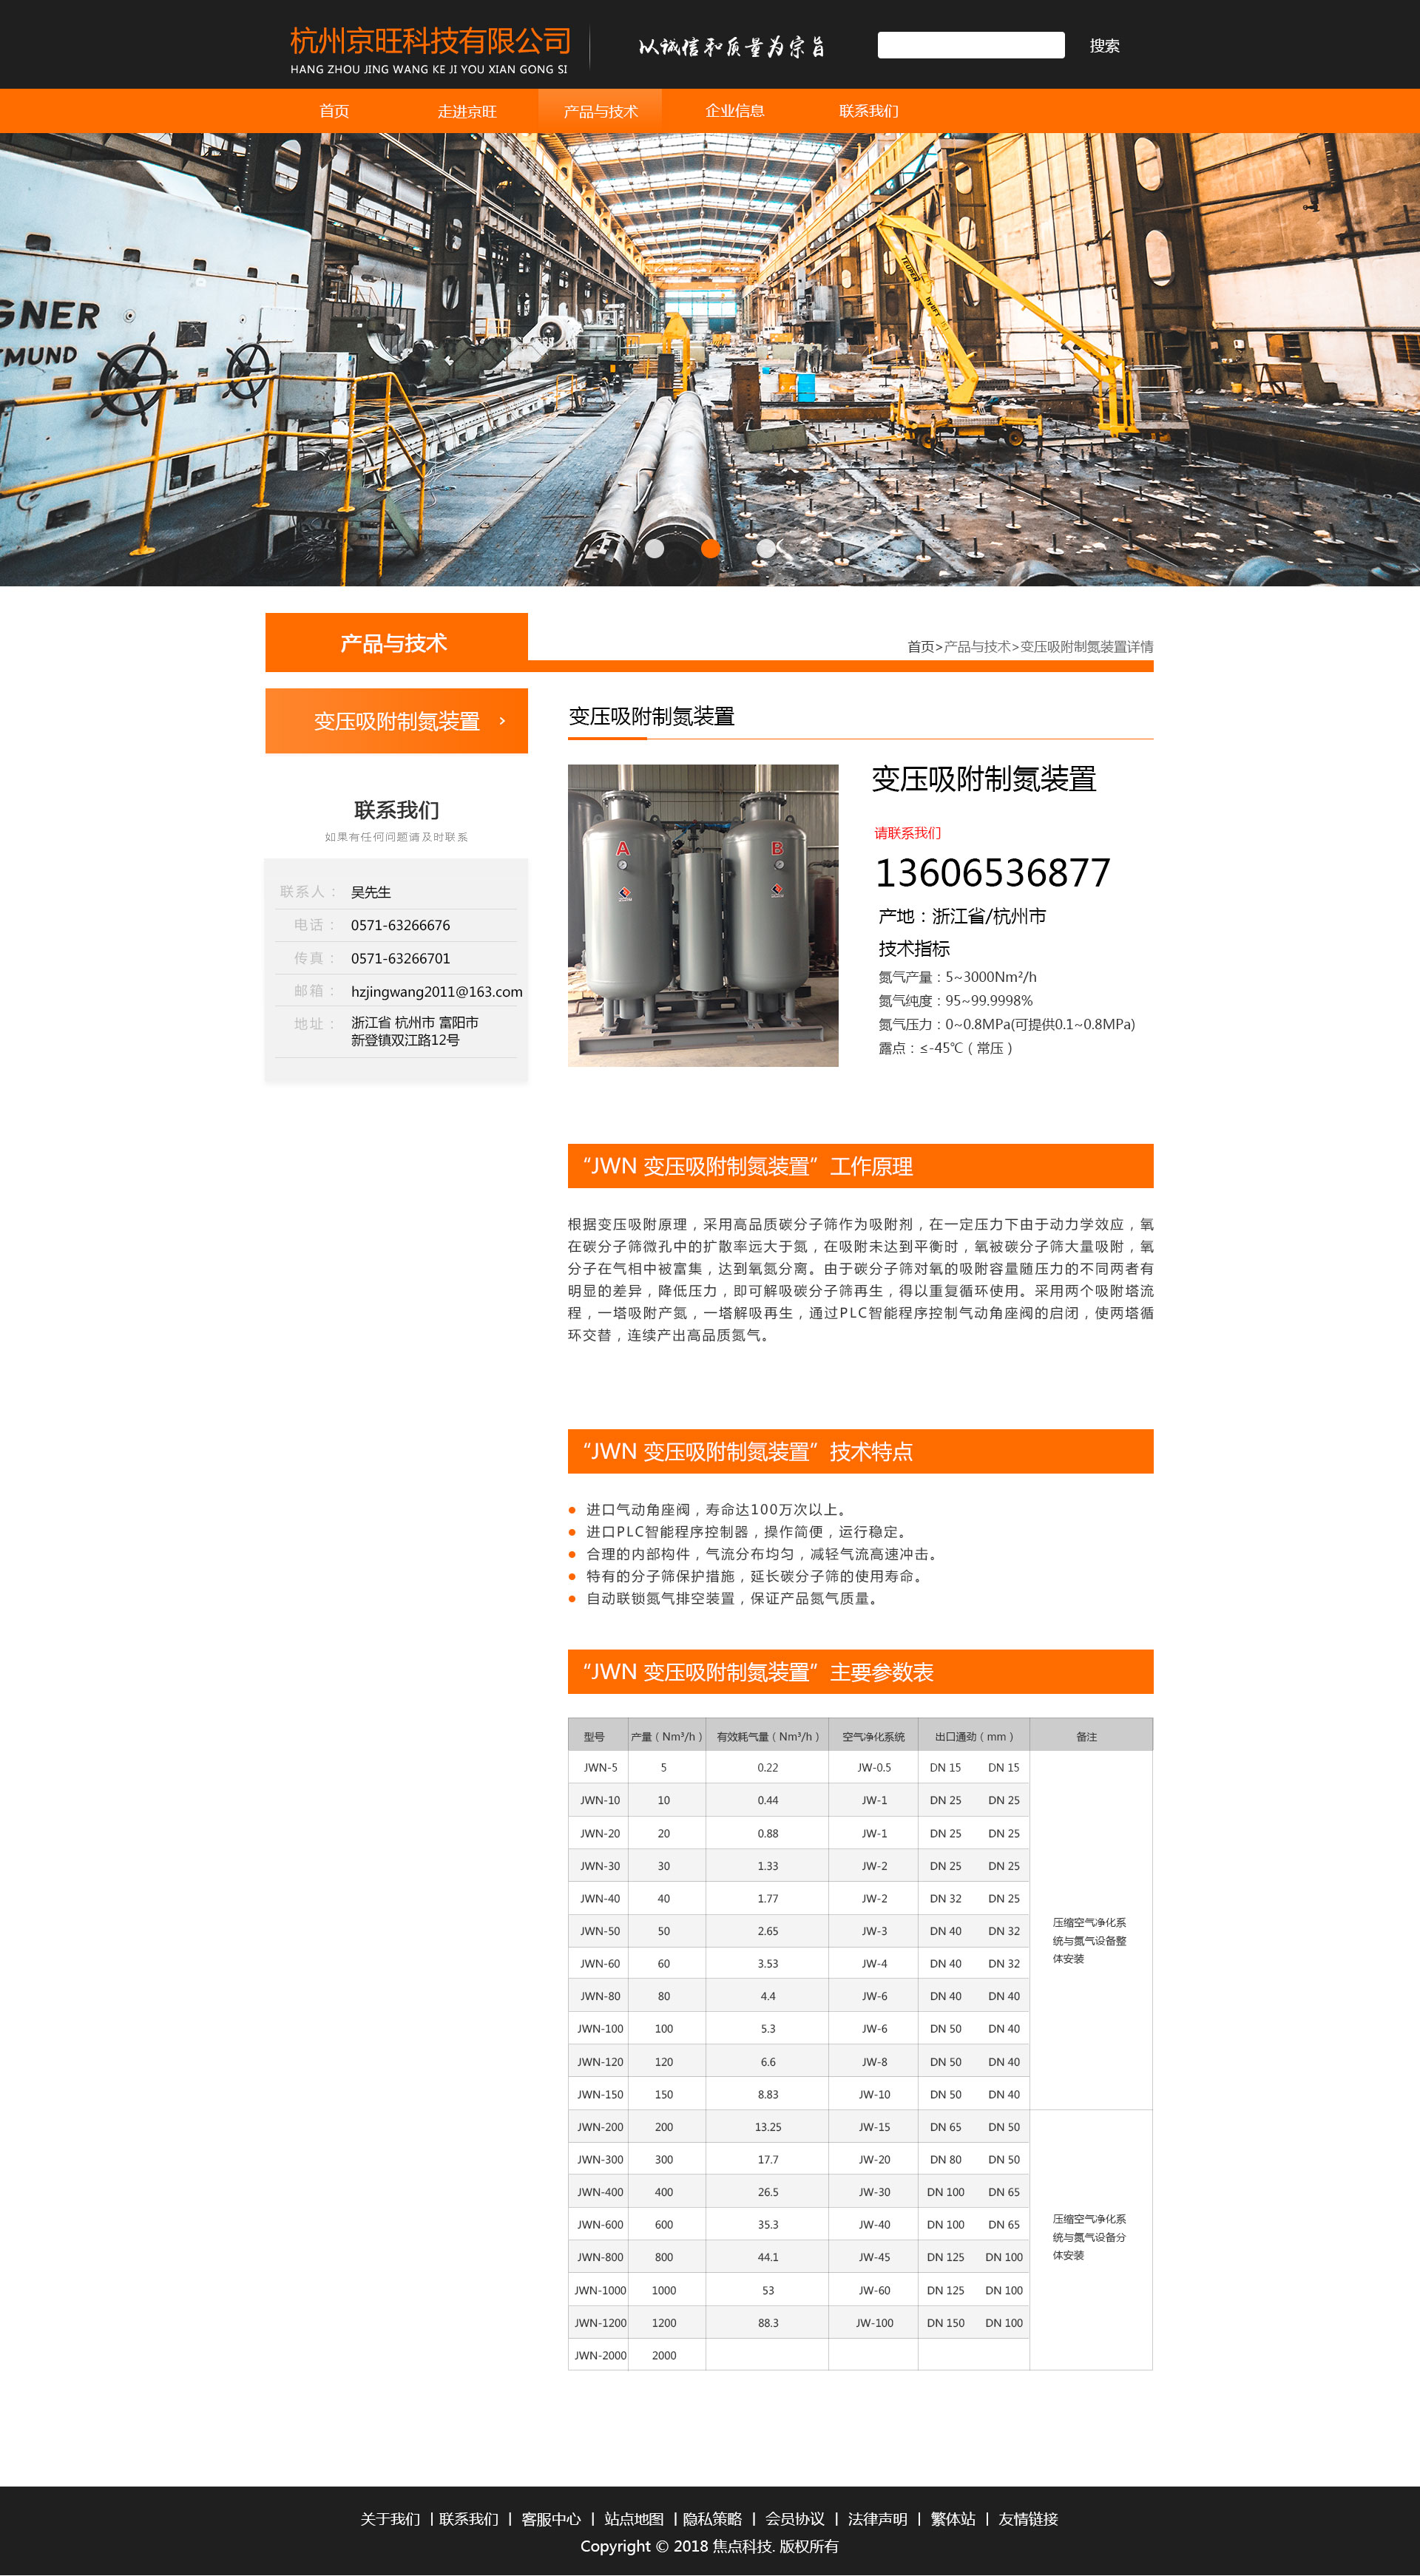 杭州京旺科技有限公司
HANG ZHOU JING WANG KE JI YOU XIAN GONG SI
以诚信和质量为宗旨
搜索
首页 走进京旺 产品与技术 企业信息 联系我们
GNER
TMUND
TEUPEN
hylift
产品与技术
首页>产品与技术>变压吸附制氮装置详情
变压吸附制氮装置 ›
联系我们
如果有任何问题请及时联系
联系人： 吴先生
电话： 0571-63266676
传真： 0571-63266701
邮箱： hzjingwang2011@163.com
地址： 浙江省 杭州市 富阳市
新登镇双江路12号
变压吸附制氮装置
A B
变压吸附制氮装置
请联系我们
13606536877
产地：浙江省/杭州市
技术指标
氮气产量：5~3000Nm²/h
氮气纯度：95~99.9998%
氮气压力：0~0.8MPa(可提供0.1~0.8MPa)
露点：≤-45℃（常压）
“JWN 变压吸附制氮装置”工作原理
根据变压吸附原理，采用高品质碳分子筛作为吸附剂，在一定压力下由于动力学效应，氧
在碳分子筛微孔中的扩散率远大于氮，在吸附未达到平衡时，氧被碳分子筛大量吸附，氧
分子在气相中被富集，达到氧氮分离。由于碳分子筛对氧的吸附容量随压力的不同两者有
明显的差异，降低压力，即可解吸碳分子筛再生，得以重复循环使用。采用两个吸附塔流
程，一塔吸附产氮，一塔解吸再生，通过PLC智能程序控制气动角座阀的启闭，使两塔循
环交替，连续产出高品质氮气。
“JWN 变压吸附制氮装置”技术特点
进口气动角座阀，寿命达100万次以上。
进口PLC智能程序控制器，操作简便，运行稳定。
合理的内部构件，气流分布均匀，减轻气流高速冲击。
特有的分子筛保护措施，延长碳分子筛的使用寿命。
自动联锁氮气排空装置，保证产品氮气质量。
“JWN 变压吸附制氮装置”主要参数表
型号 产量（Nm³/h） 有效耗气量（Nm³/h） 空气净化系统 出口通劲（mm） 备注
JWN-5 5 0.22 JW-0.5 DN 15 DN 15
JWN-10 10 0.44 JW-1 DN 25 DN 25
JWN-20 20 0.88 JW-1 DN 25 DN 25
JWN-30 30 1.33 JW-2 DN 25 DN 25
JWN-40 40 1.77 JW-2 DN 32 DN 25
JWN-50 50 2.65 JW-3 DN 40 DN 32
JWN-60 60 3.53 JW-4 DN 40 DN 32
JWN-80 80 4.4 JW-6 DN 40 DN 40
JWN-100 100 5.3 JW-6 DN 50 DN 40
JWN-120 120 6.6 JW-8 DN 50 DN 40
JWN-150 150 8.83 JW-10 DN 50 DN 40
压缩空气净化系
统与氮气设备整
体安装
JWN-200 200 13.25 JW-15 DN 65 DN 50
JWN-300 300 17.7 JW-20 DN 80 DN 50
JWN-400 400 26.5 JW-30 DN 100 DN 65
JWN-600 600 35.3 JW-40 DN 100 DN 65
JWN-800 800 44.1 JW-45 DN 125 DN 100
JWN-1000 1000 53 JW-60 DN 125 DN 100
JWN-1200 1200 88.3 JW-100 DN 150 DN 100
JWN-2000 2000
压缩空气净化系
统与氮气设备分
体安装
关于我们 | 联系我们 | 客服中心 | 站点地图 | 隐私策略 | 会员协议 | 法律声明 | 繁体站 | 友情链接
Copyright © 2018 焦点科技. 版权所有